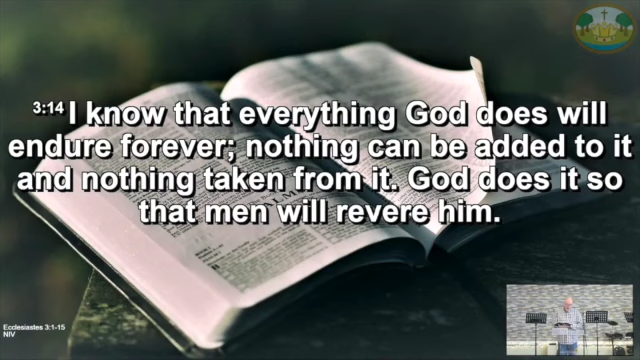 3:14 I know that everything God does will
endure forever; nothing can be added to it
and nothing taken from it. God does it so
that men will revere him.
Ecclesiastes 3:1-15
NIV